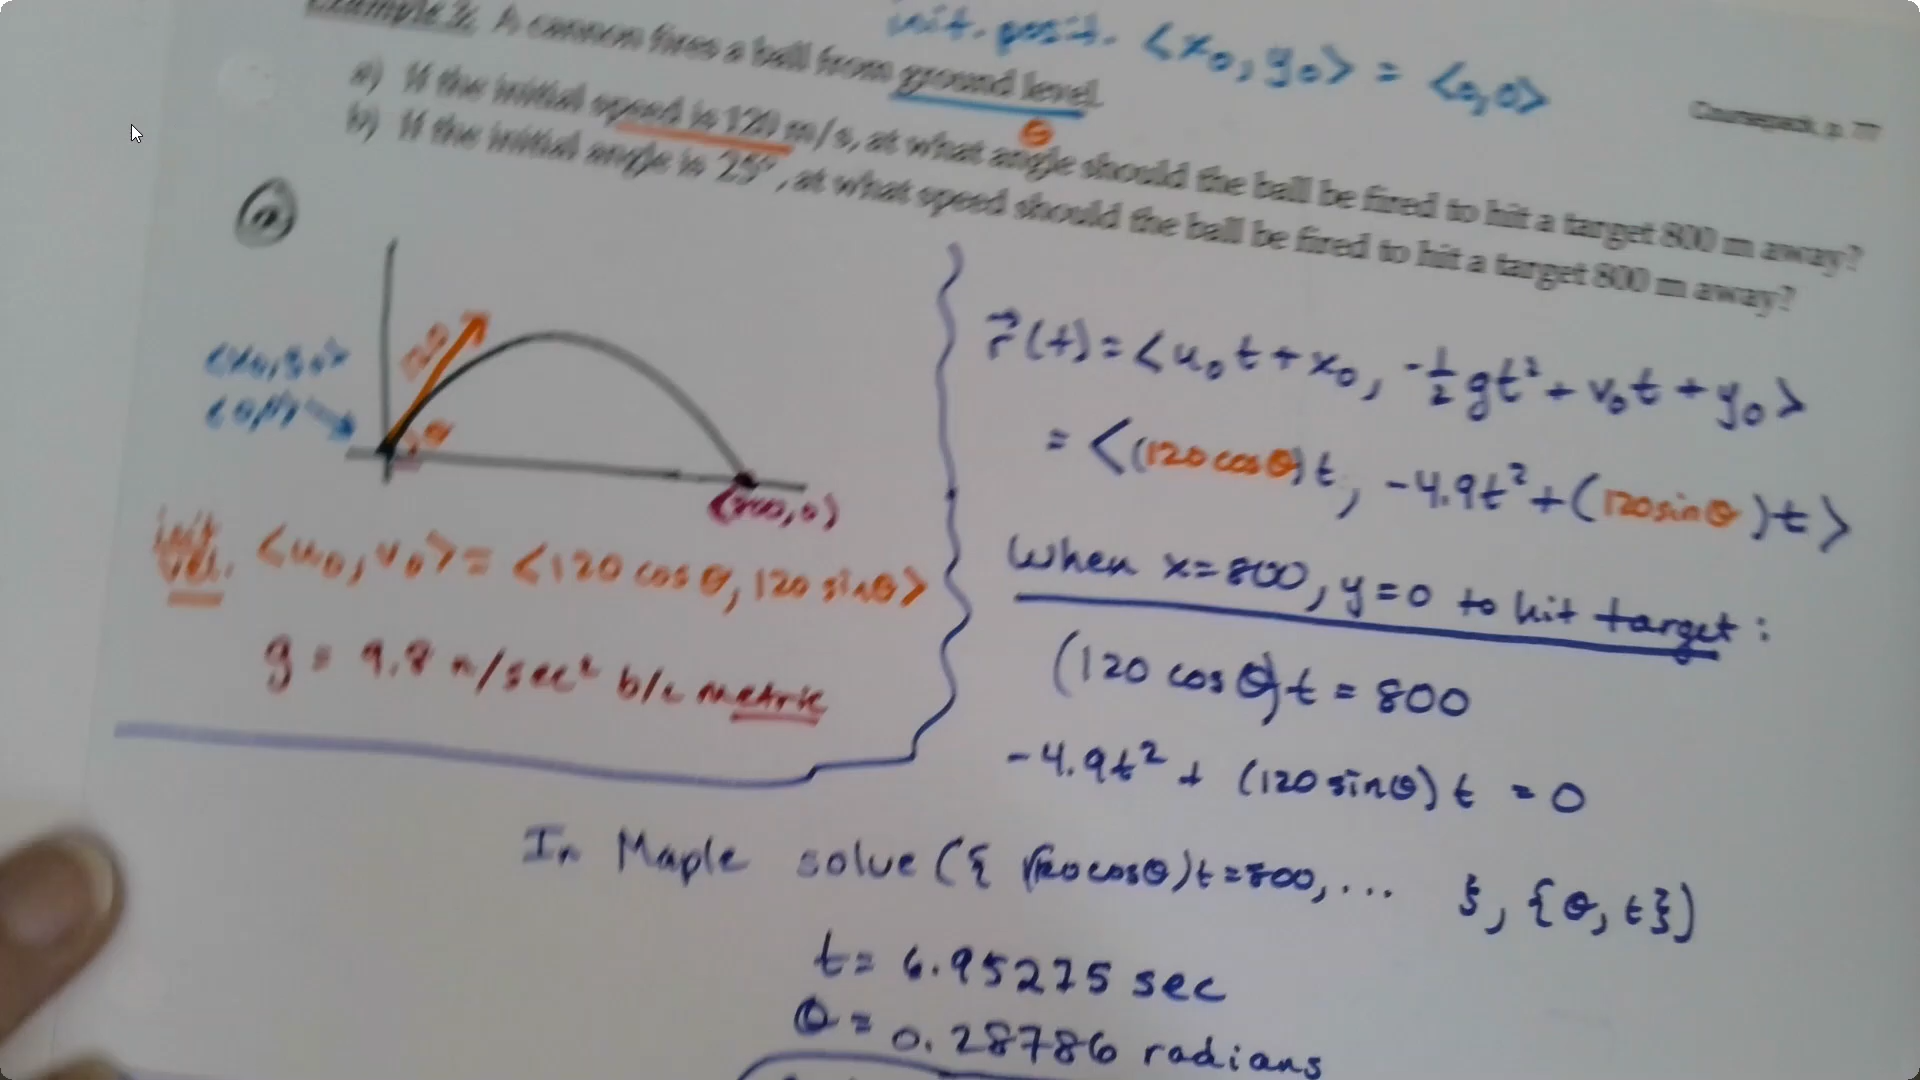 Example 3: A cannon fires a ball from ground level.
init. posit. <x₀, y₀> = <0,0>
Coursepack, p. 77
a) If the initial speed is 120 m/s, at what angle should the ball be fired to hit a target 800 m away?
θ
b) If the initial angle is 25°, at what speed should the ball be fired to hit a target 800 m away?
(a)
120
<x₀, y₀>
<0,0>
θ
(800, 0)
init. vel. <u₀, v₀> = <120 cos θ, 120 sin θ>
g = 9.8 m/sec² b/c metric
r⃗(t) = <u₀t + x₀, -½gt² + v₀t + y₀>
= <(120 cos θ)t, -4.9t² + (120 sin θ)t>
When x=800, y=0 to hit target:
(120 cos θ)t = 800
-4.9t² + (120 sin θ) t = 0
In Maple solve ({ (120 cos θ)t = 800, ... }, {θ, t})
t = 6.95275 sec
θ = 0.28786 radians